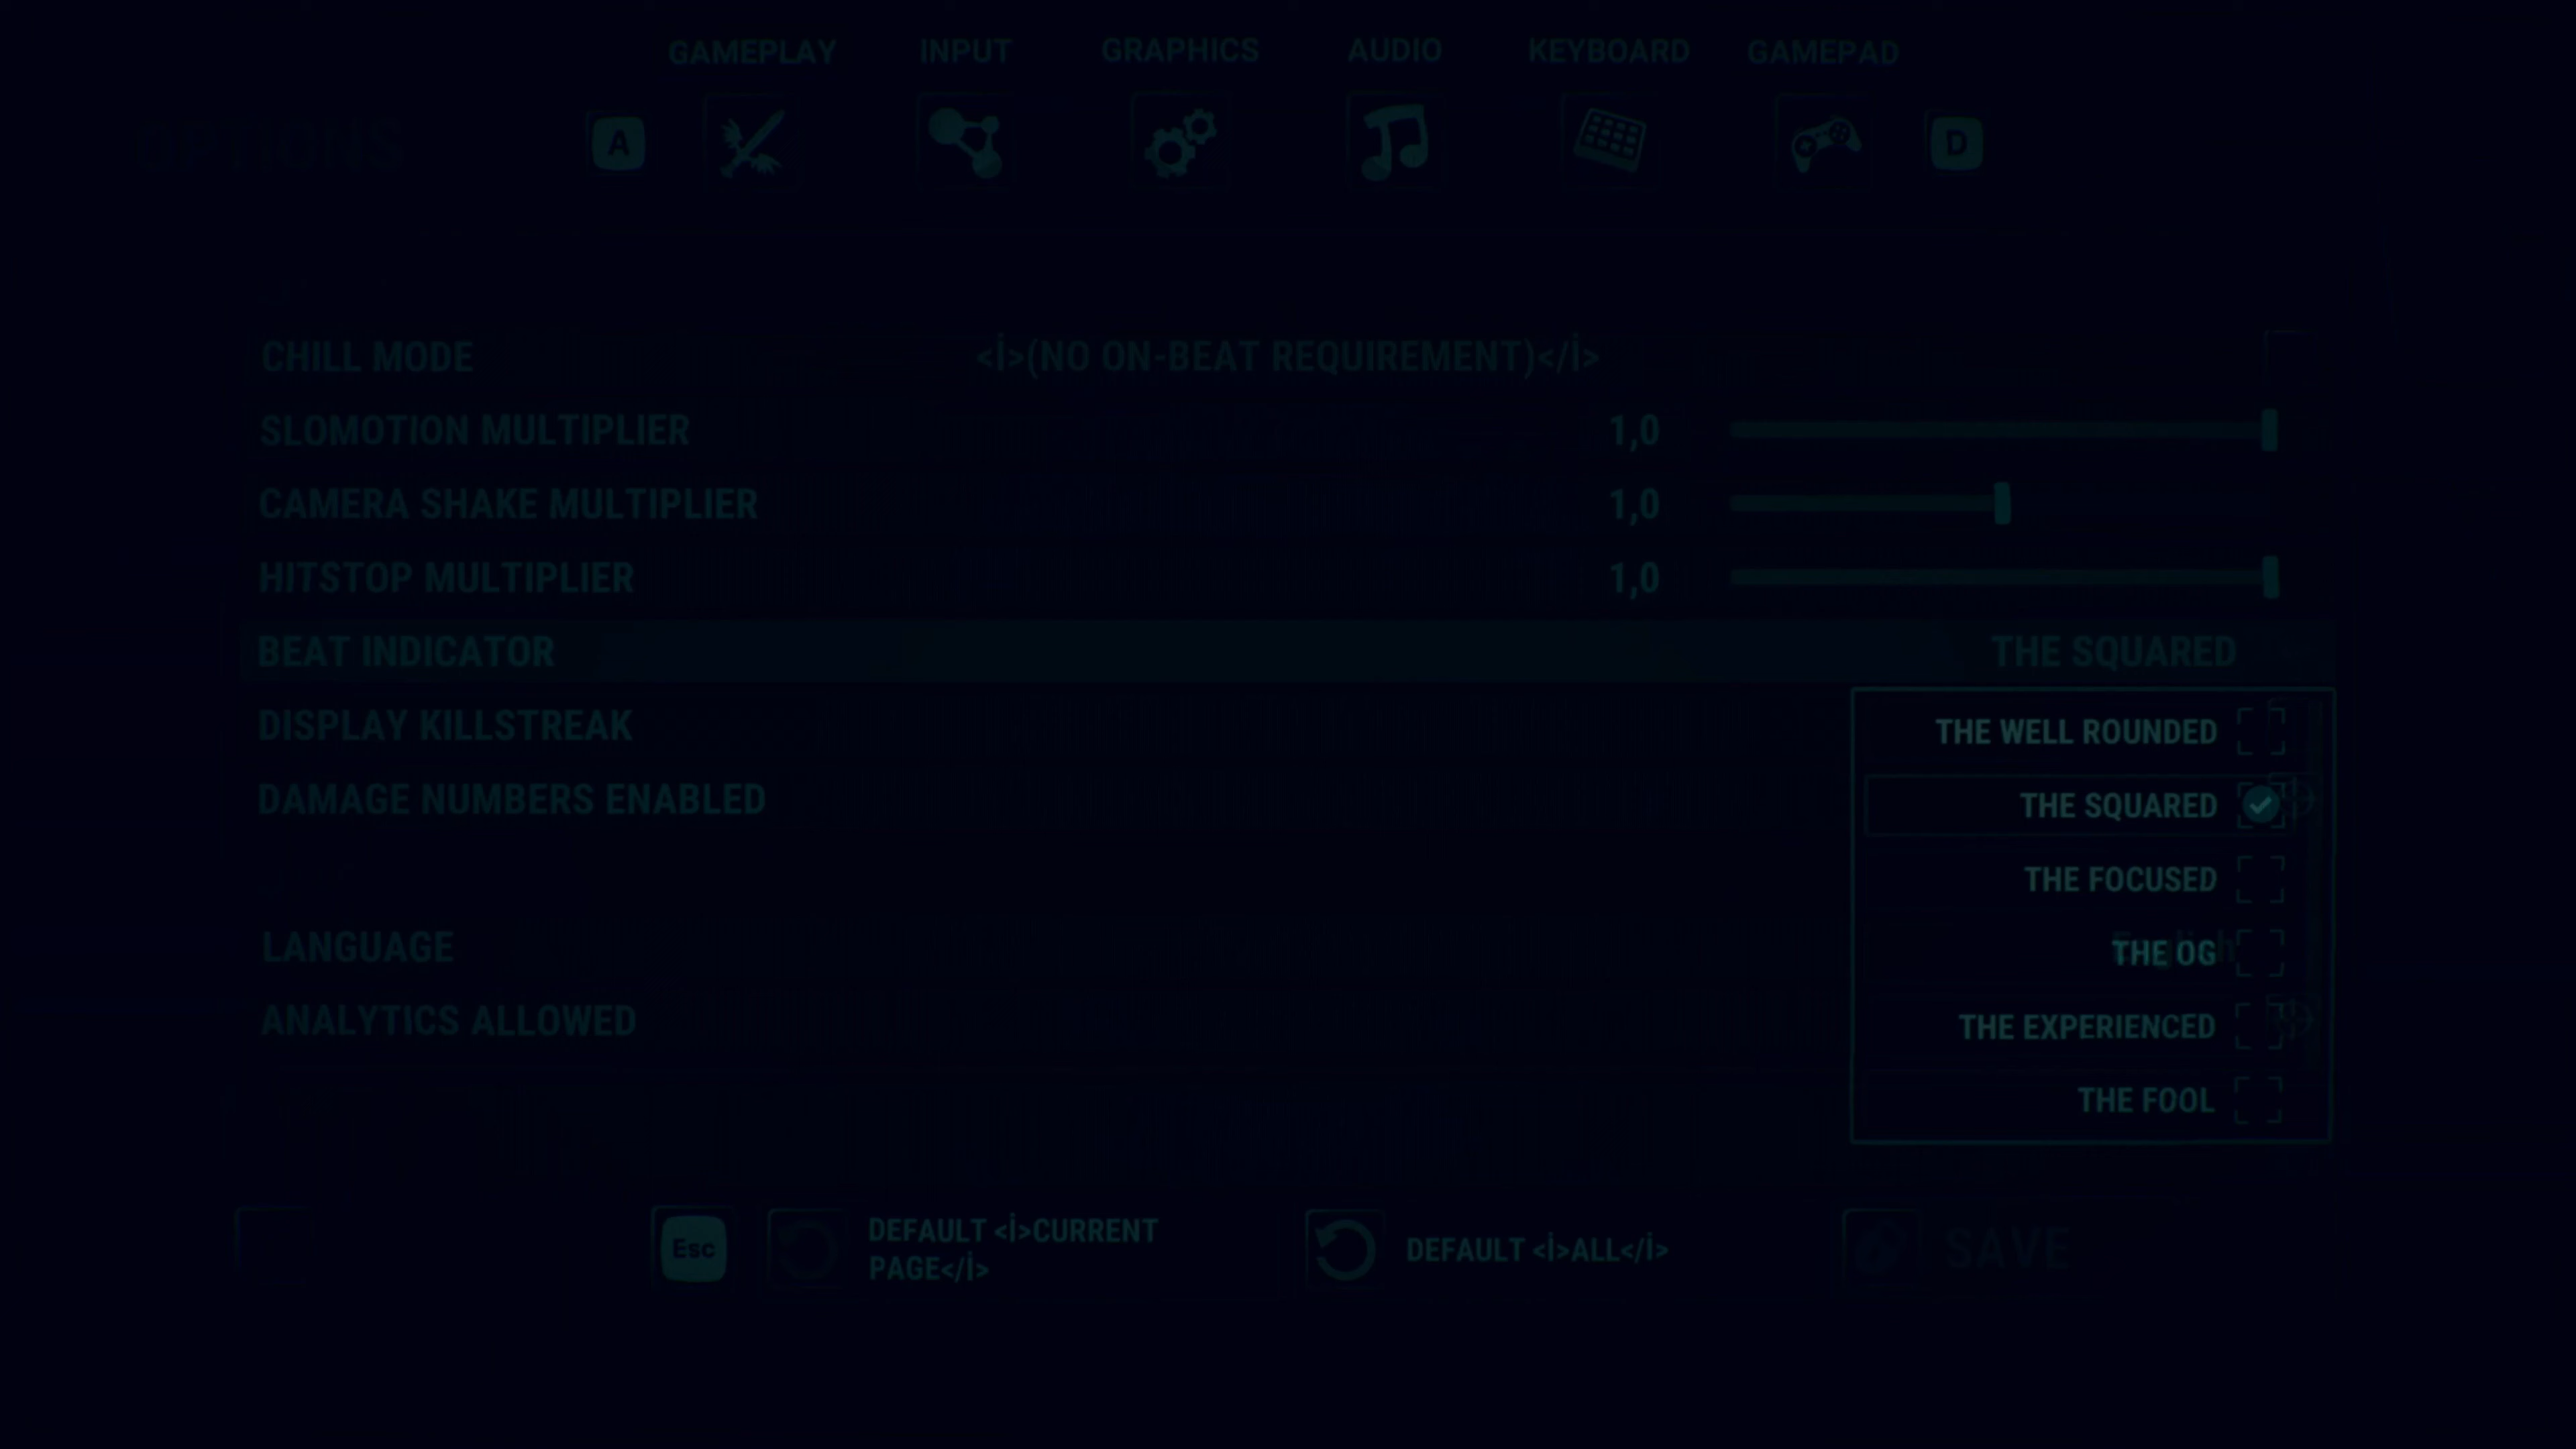 GAMEPLAY INPUT GRAPHICS AUDIO KEYBOARD GAMEPAD
OPTIONS A D
CHILL MODE <İ>(NO ON-BEAT REQUIREMENT)</İ>
SLOMOTION MULTIPLIER 1,0
CAMERA SHAKE MULTIPLIER 1,0
HITSTOP MULTIPLIER 1,0
BEAT INDICATOR THE SQUARED
DISPLAY KILLSTREAK
THE WELL ROUNDED
DAMAGE NUMBERS ENABLED
THE SQUARED
THE FOCUSED
LANGUAGE
THE OG
ANALYTICS ALLOWED
THE EXPERIENCED
THE FOOL
Esc
DEFAULT <İ>CURRENT
PAGE</İ>
DEFAULT <İ>ALL</İ>
SAVE